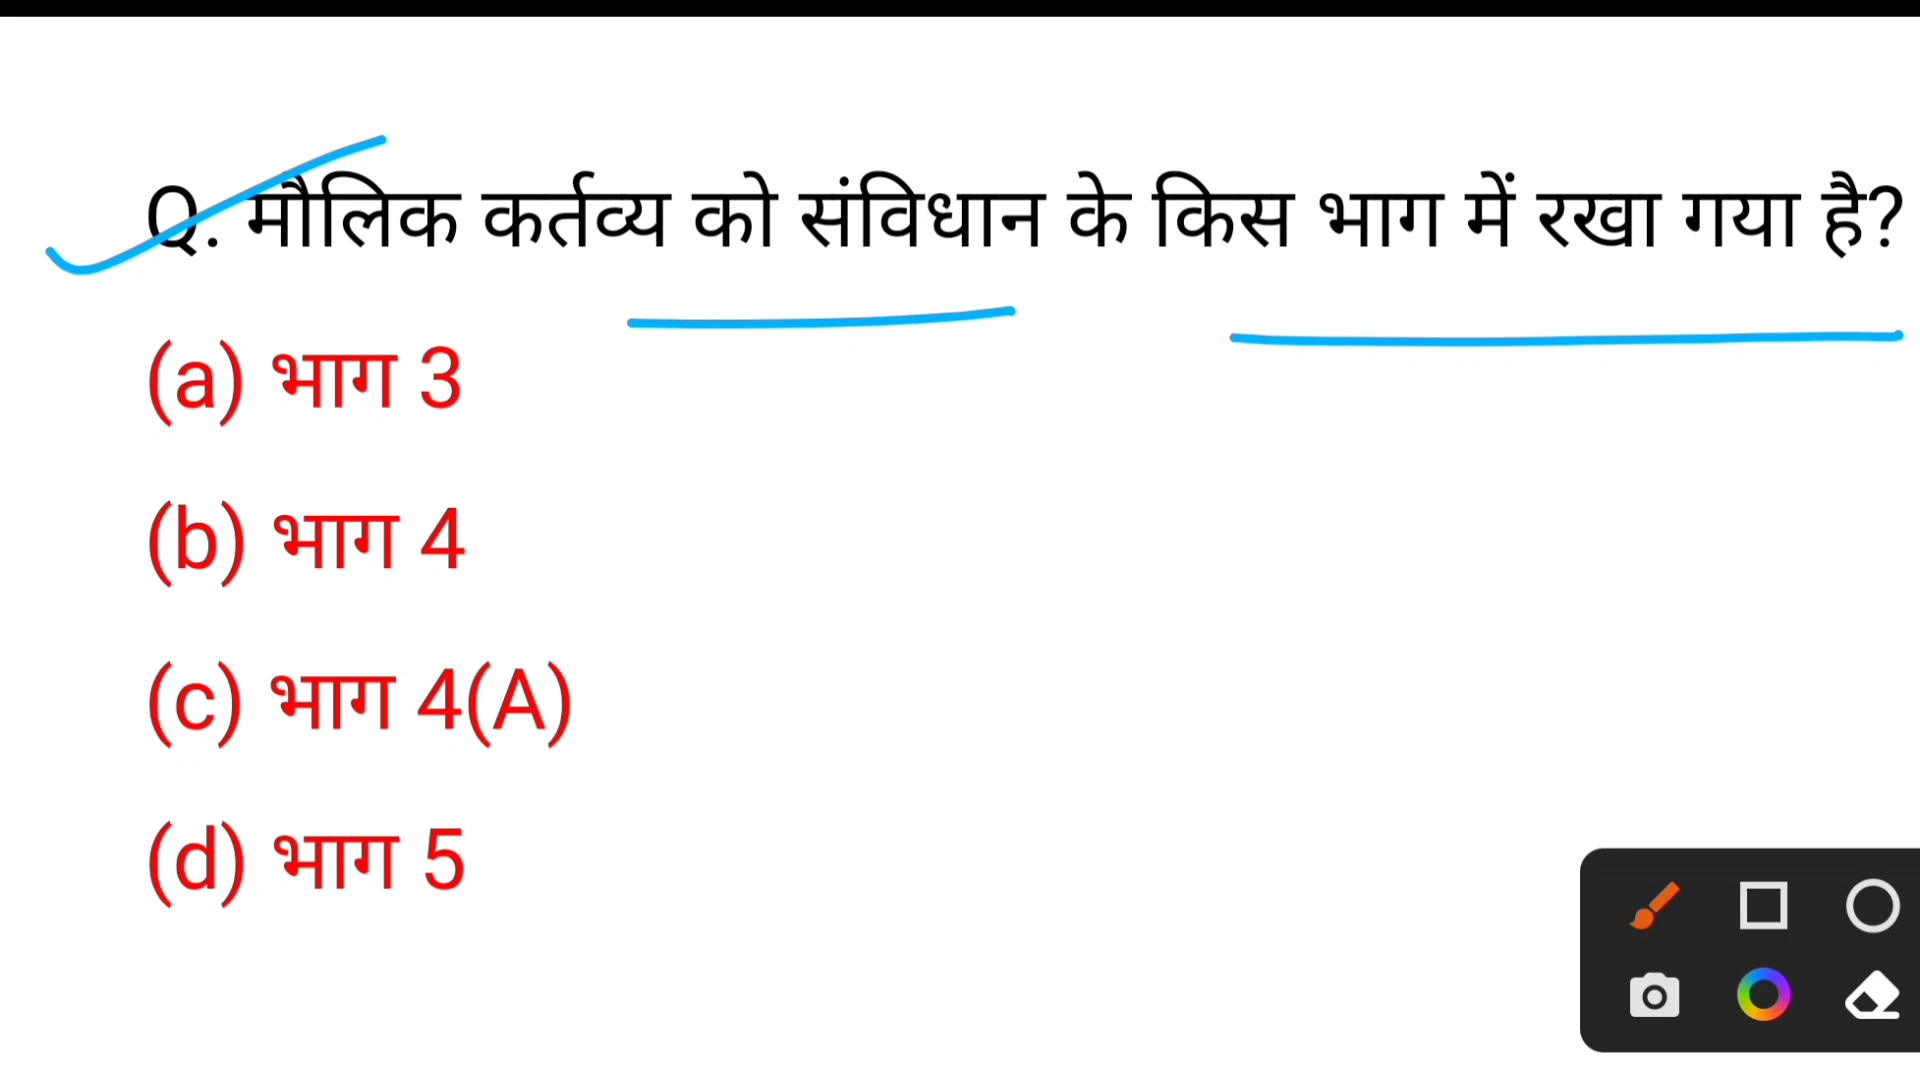 Q. मौलिक कर्तव्य को संविधान के किस भाग में रखा गया है?
(a) भाग 3
(b) भाग 4
(c) भाग 4(A)
(d) भाग 5